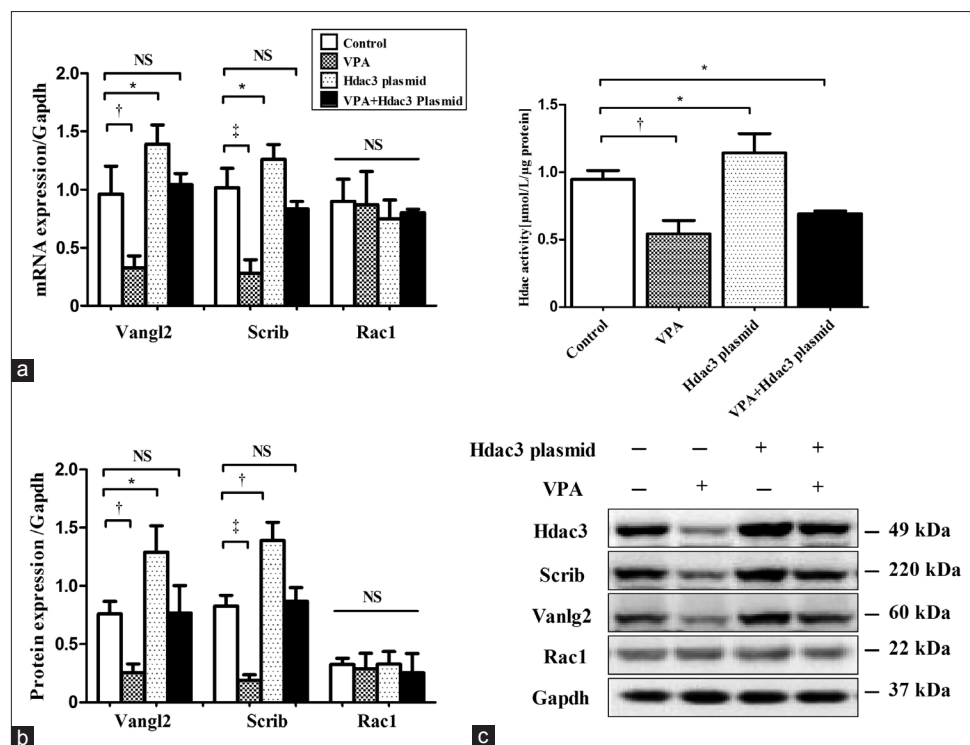 Control
VPA
Hdac3 plasmid
VPA+Hdac3 Plasmid
mRNA expression/Gapdh
2.0
1.5
1.0
0.5
0
NS
*
†
NS
*
‡
NS
Vangl2 Scrib Rac1
a
Hdac activity[µmol/L/µg protein]
1.5
1.0
0.5
0.0
*
*
†
Control
VPA
Hdac3 plasmid
VPA+Hdac3 plasmid
Protein expression /Gapdh
2.0
1.5
1.0
0.5
0
NS
*
†
NS
†
‡
NS
Vangl2 Scrib Rac1
b
Hdac3 plasmid – – + +
VPA – + – +
Hdac3 – 49 kDa
Scrib – 220 kDa
Vanlg2 – 60 kDa
Rac1 – 22 kDa
Gapdh – 37 kDa
c